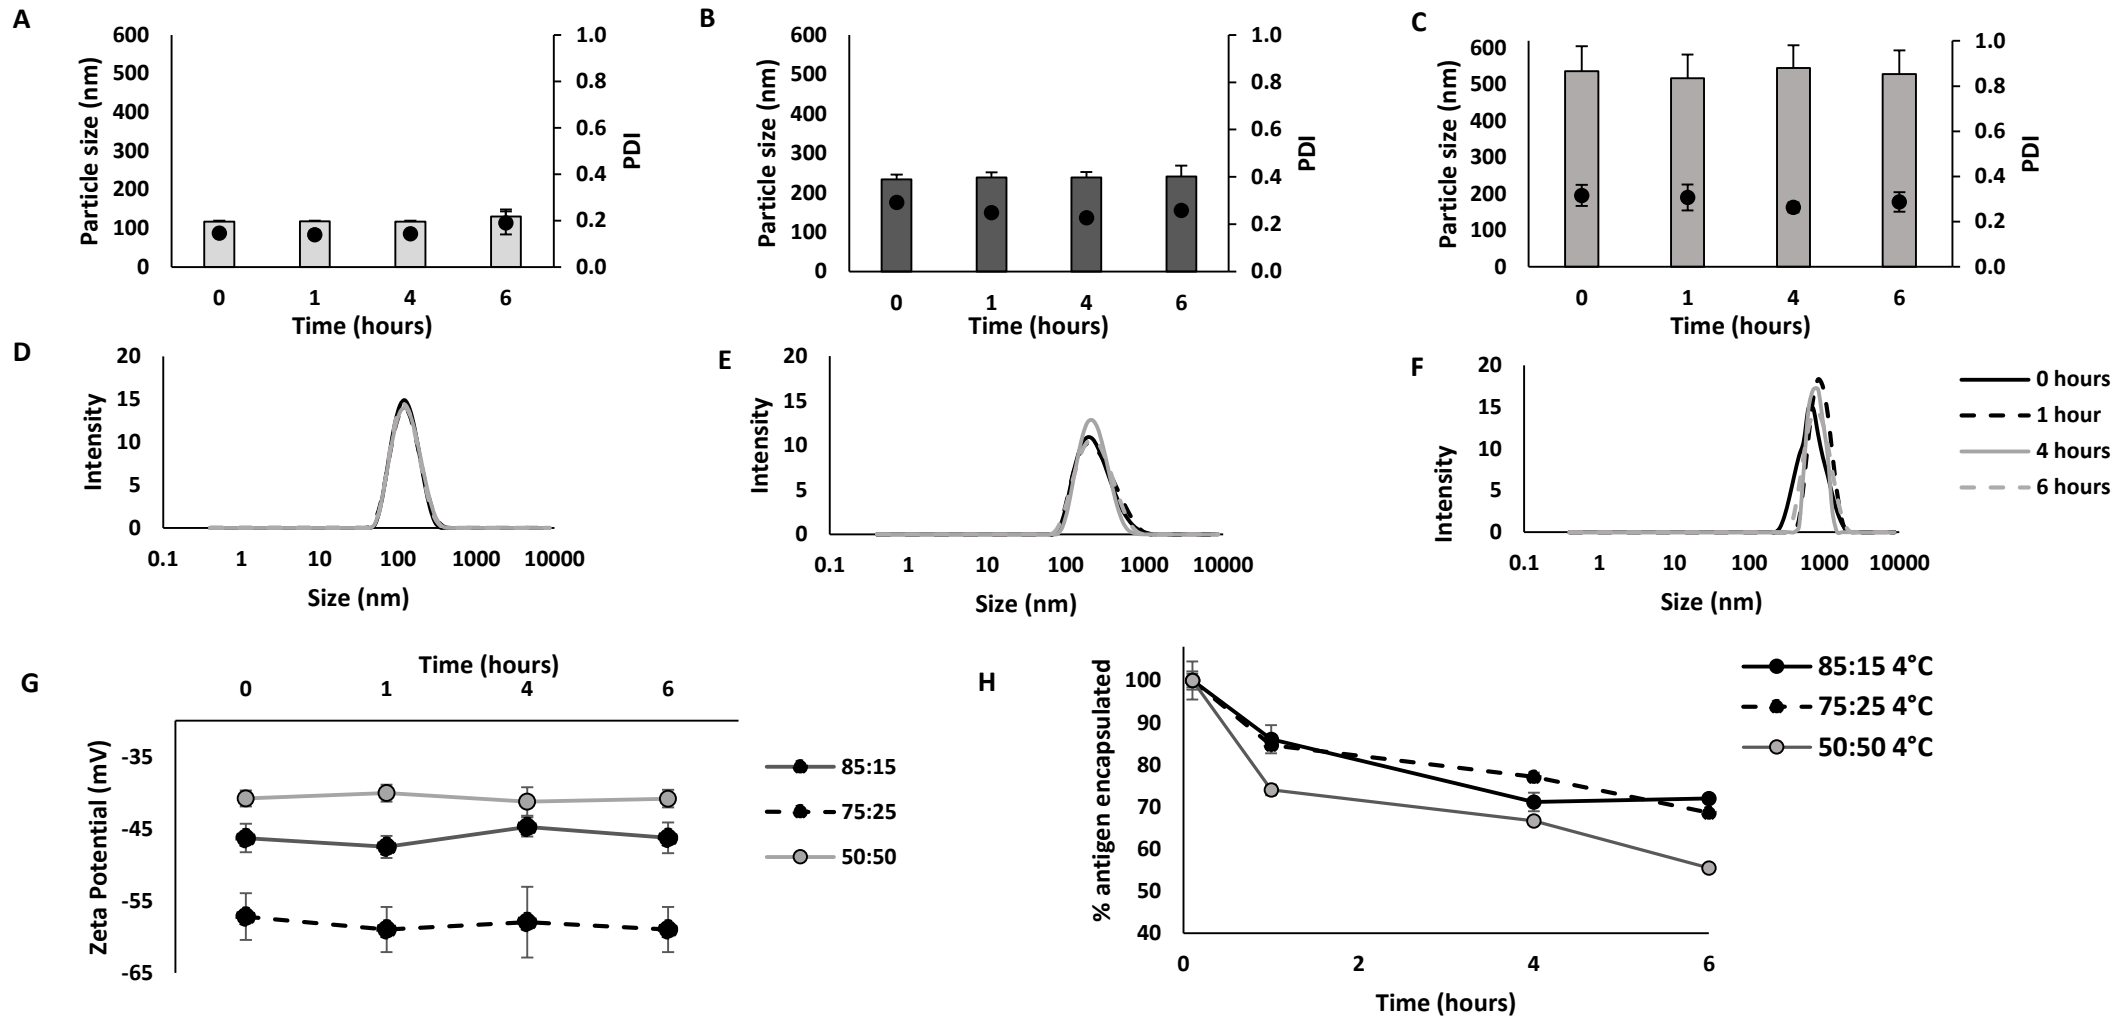 A
600
500
400
300
200
100
0
Particle size (nm)
1.0
0.8
0.6
0.4
0.2
0.0
PDI
0 1 4 6
Time (hours)
B
600
500
400
300
200
100
0
Particle size (nm)
1.0
0.8
0.6
0.4
0.2
0.0
PDI
0 1 4 6
Time (hours)
C
600
500
400
300
200
100
0
Particle size (nm)
1.0
0.8
0.6
0.4
0.2
0.0
PDI
0 1 4 6
Time (hours)
D
20
15
10
5
0
Intensity
0.1 1 10 100 1000 10000
Size (nm)
E
20
15
10
5
0
Intensity
0.1 1 10 100 1000 10000
Size (nm)
F
20
15
10
5
0
Intensity
0.1 1 10 100 1000 10000
Size (nm)
0 hours
1 hour
4 hours
6 hours
G
Time (hours)
0 1 4 6
-35
-45
-55
-65
Zeta Potential (mV)
85:15
75:25
50:50
H
100
90
80
70
60
50
40
% antigen encapsulated
0 2 4 6
Time (hours)
85:15 4°C
75:25 4°C
50:50 4°C